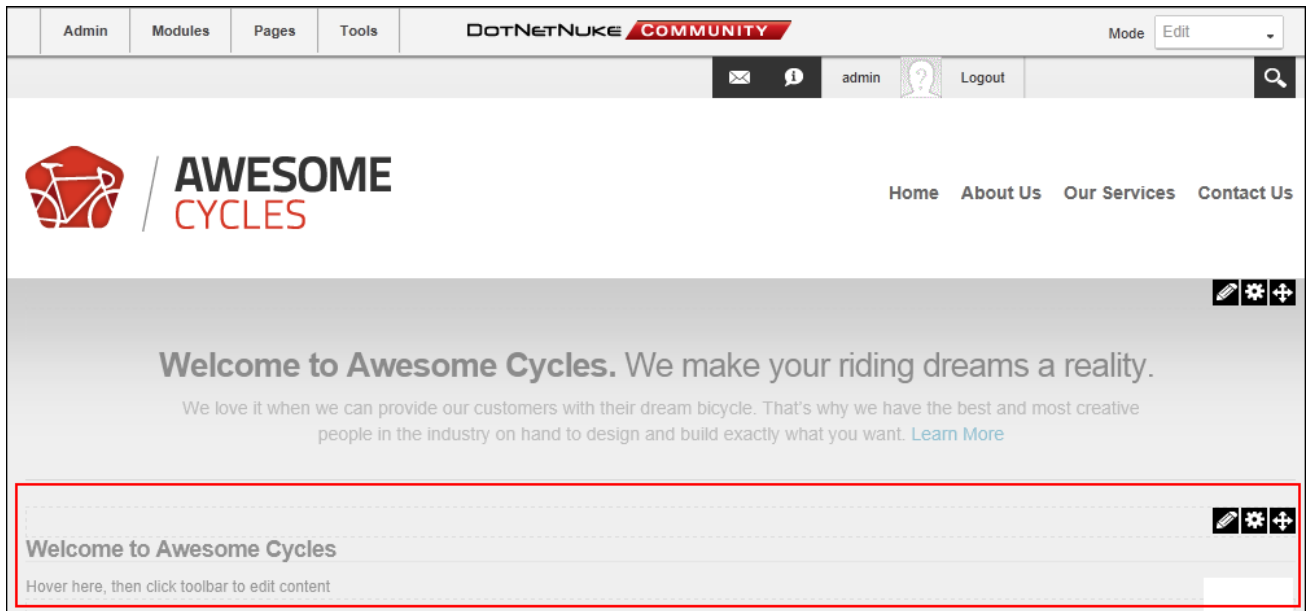 Admin Modules Pages Tools DOTNETNUKE COMMUNITY Mode Edit
admin Logout
AWESOME
CYCLES
Home About Us Our Services Contact Us
Welcome to Awesome Cycles. We make your riding dreams a reality.
We love it when we can provide our customers with their dream bicycle. That's why we have the best and most creative
people in the industry on hand to design and build exactly what you want. Learn More
Welcome to Awesome Cycles
Hover here, then click toolbar to edit content